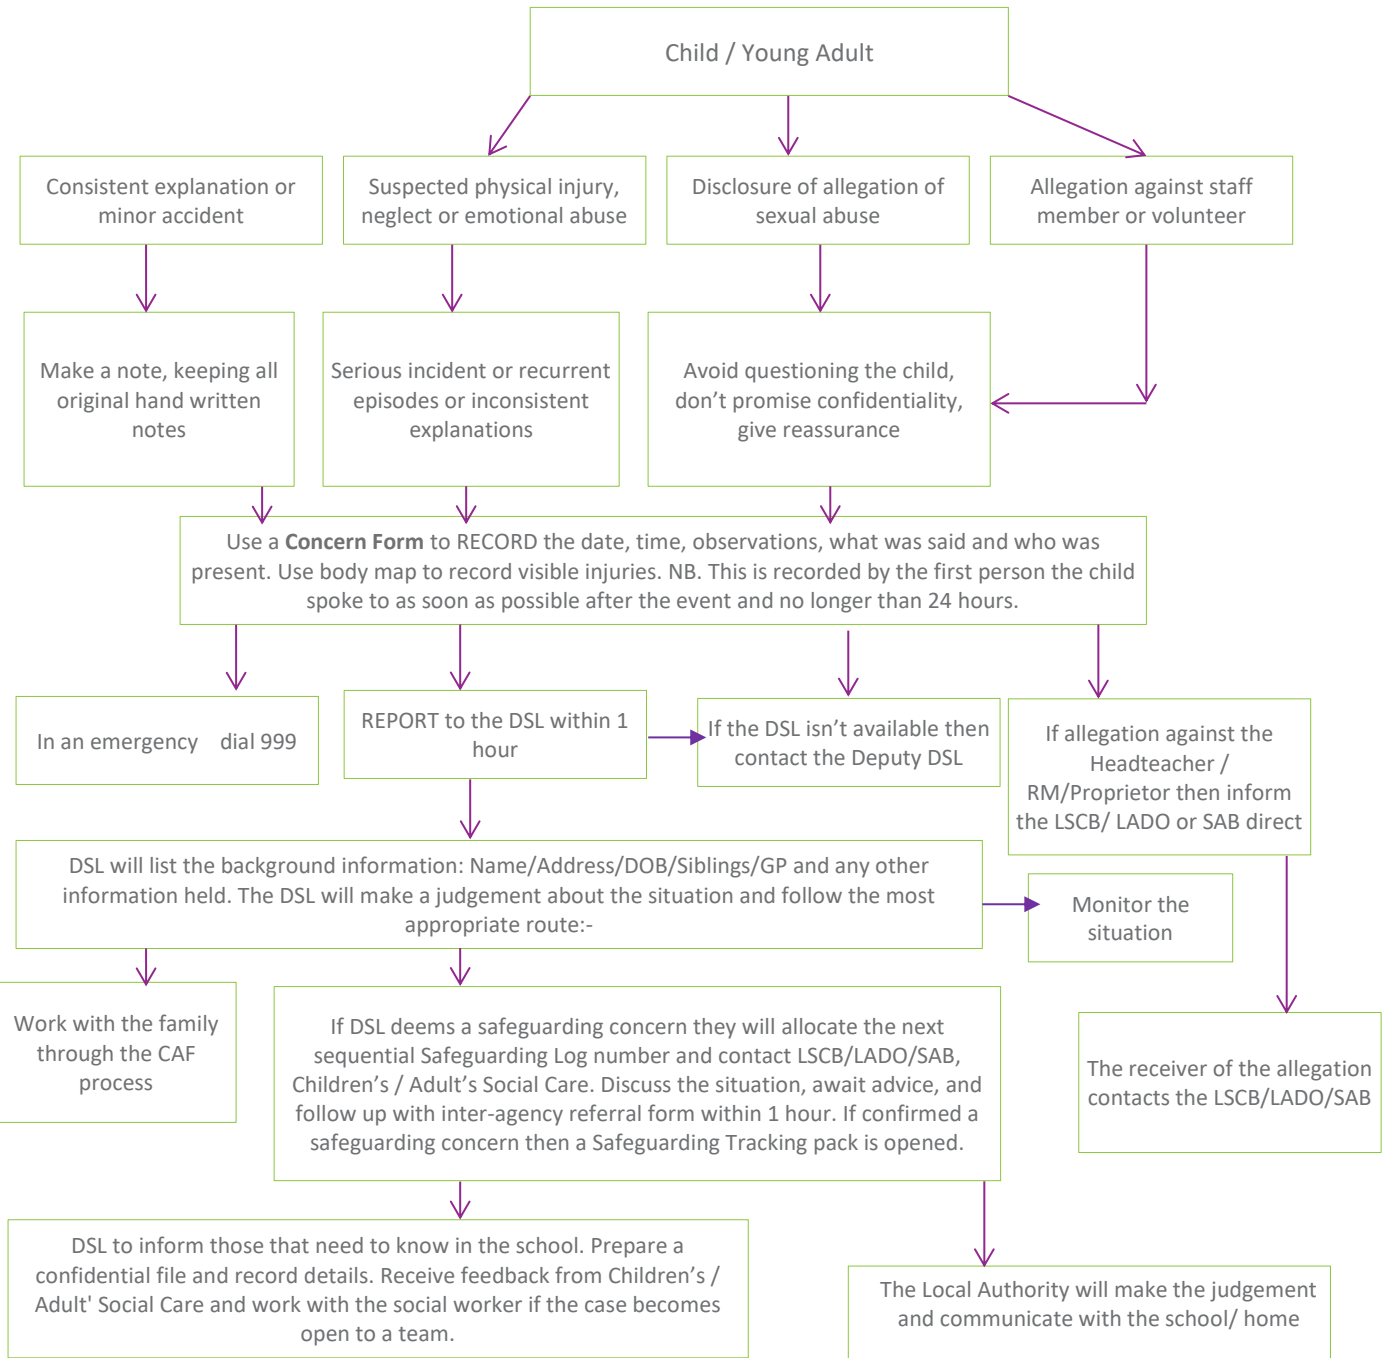 Child / Young Adult
Consistent explanation or
minor accident
Suspected physical injury,
neglect or emotional abuse
Disclosure of allegation of
sexual abuse
Allegation against staff
member or volunteer
Make a note, keeping all
original hand written
notes
Serious incident or recurrent
episodes or inconsistent
explanations
Avoid questioning the child,
don’t promise confidentiality,
give reassurance
Use a Concern Form to RECORD the date, time, observations, what was said and who was
present. Use body map to record visible injuries. NB. This is recorded by the first person the child
spoke to as soon as possible after the event and no longer than 24 hours.
In an emergency dial 999
REPORT to the DSL within 1
hour
If the DSL isn’t available then
contact the Deputy DSL
If allegation against the
Headteacher /
RM/Proprietor then inform
the LSCB/ LADO or SAB direct
DSL will list the background information: Name/Address/DOB/Siblings/GP and any other
information held. The DSL will make a judgement about the situation and follow the most
appropriate route:-
Monitor the
situation
Work with the family
through the CAF
process
If DSL deems a safeguarding concern they will allocate the next
sequential Safeguarding Log number and contact LSCB/LADO/SAB,
Children’s / Adult’s Social Care. Discuss the situation, await advice, and
follow up with inter-agency referral form within 1 hour. If confirmed a
safeguarding concern then a Safeguarding Tracking pack is opened.
The receiver of the allegation
contacts the LSCB/LADO/SAB
DSL to inform those that need to know in the school. Prepare a
confidential file and record details. Receive feedback from Children’s /
Adult' Social Care and work with the social worker if the case becomes
open to a team.
The Local Authority will make the judgement
and communicate with the school/ home